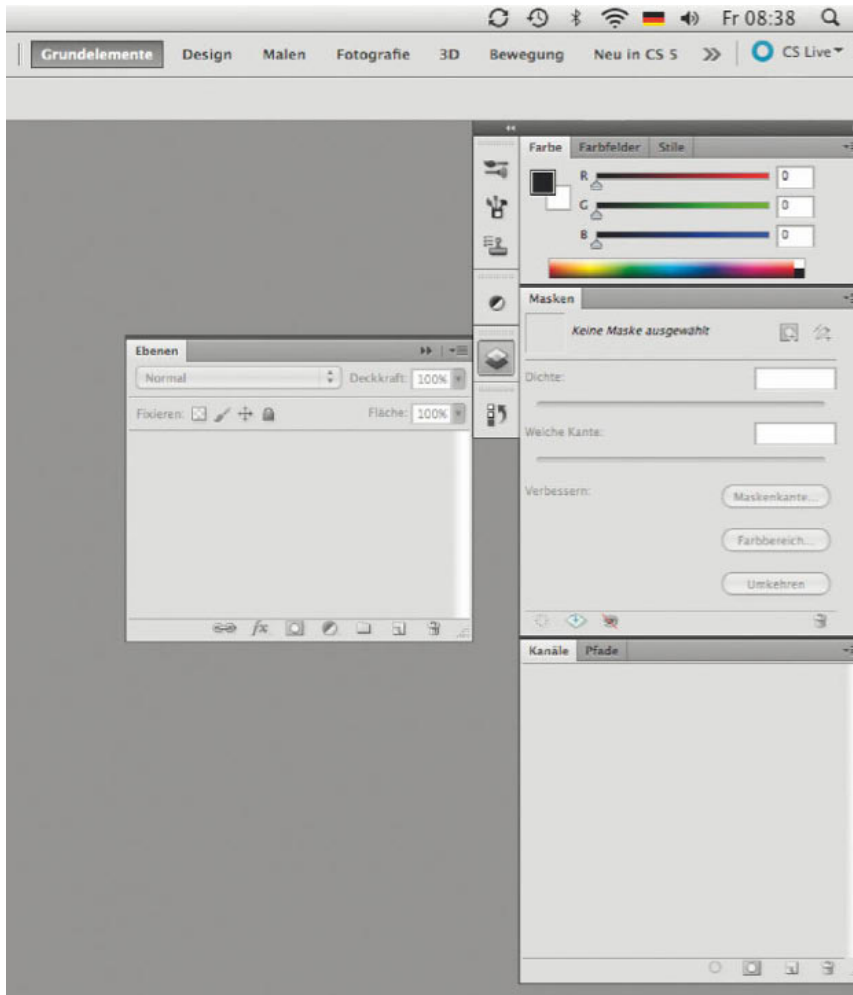 Fr 08:38
Grundelemente Design Malen Fotografie 3D Bewegung Neu in CS 5 CS Live
Farbe Farbfelder Stile
R 0
G 0
B 0
Masken
Keine Maske ausgewählt
Dichte:
Weiche Kante:
Verbessern:
Maskenkante...
Farbbereich...
Umkehren
Ebenen
Normal Deckkraft: 100%
Fixieren: Fläche: 100%
fx
Kanäle Pfade